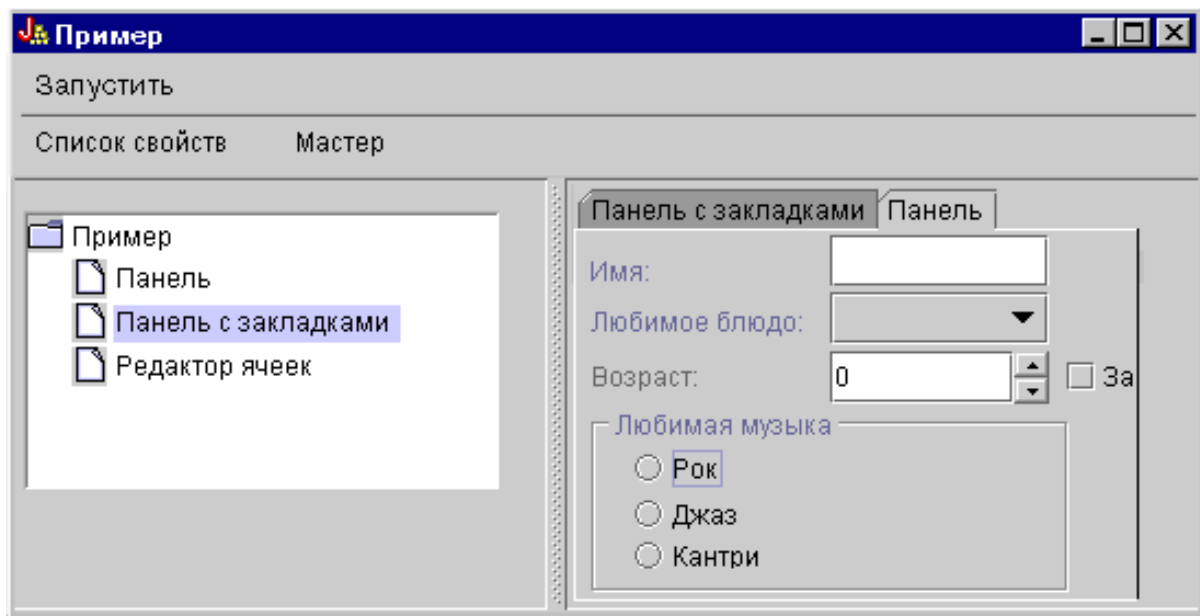 Пример
Запустить
Список свойств Мастер
Пример
Панель
Панель с закладками
Редактор ячеек
Панель с закладками Панель
Имя:
Любимое блюдо:
Возраст: 0 За
Любимая музыка
Рок
Джаз
Кантри